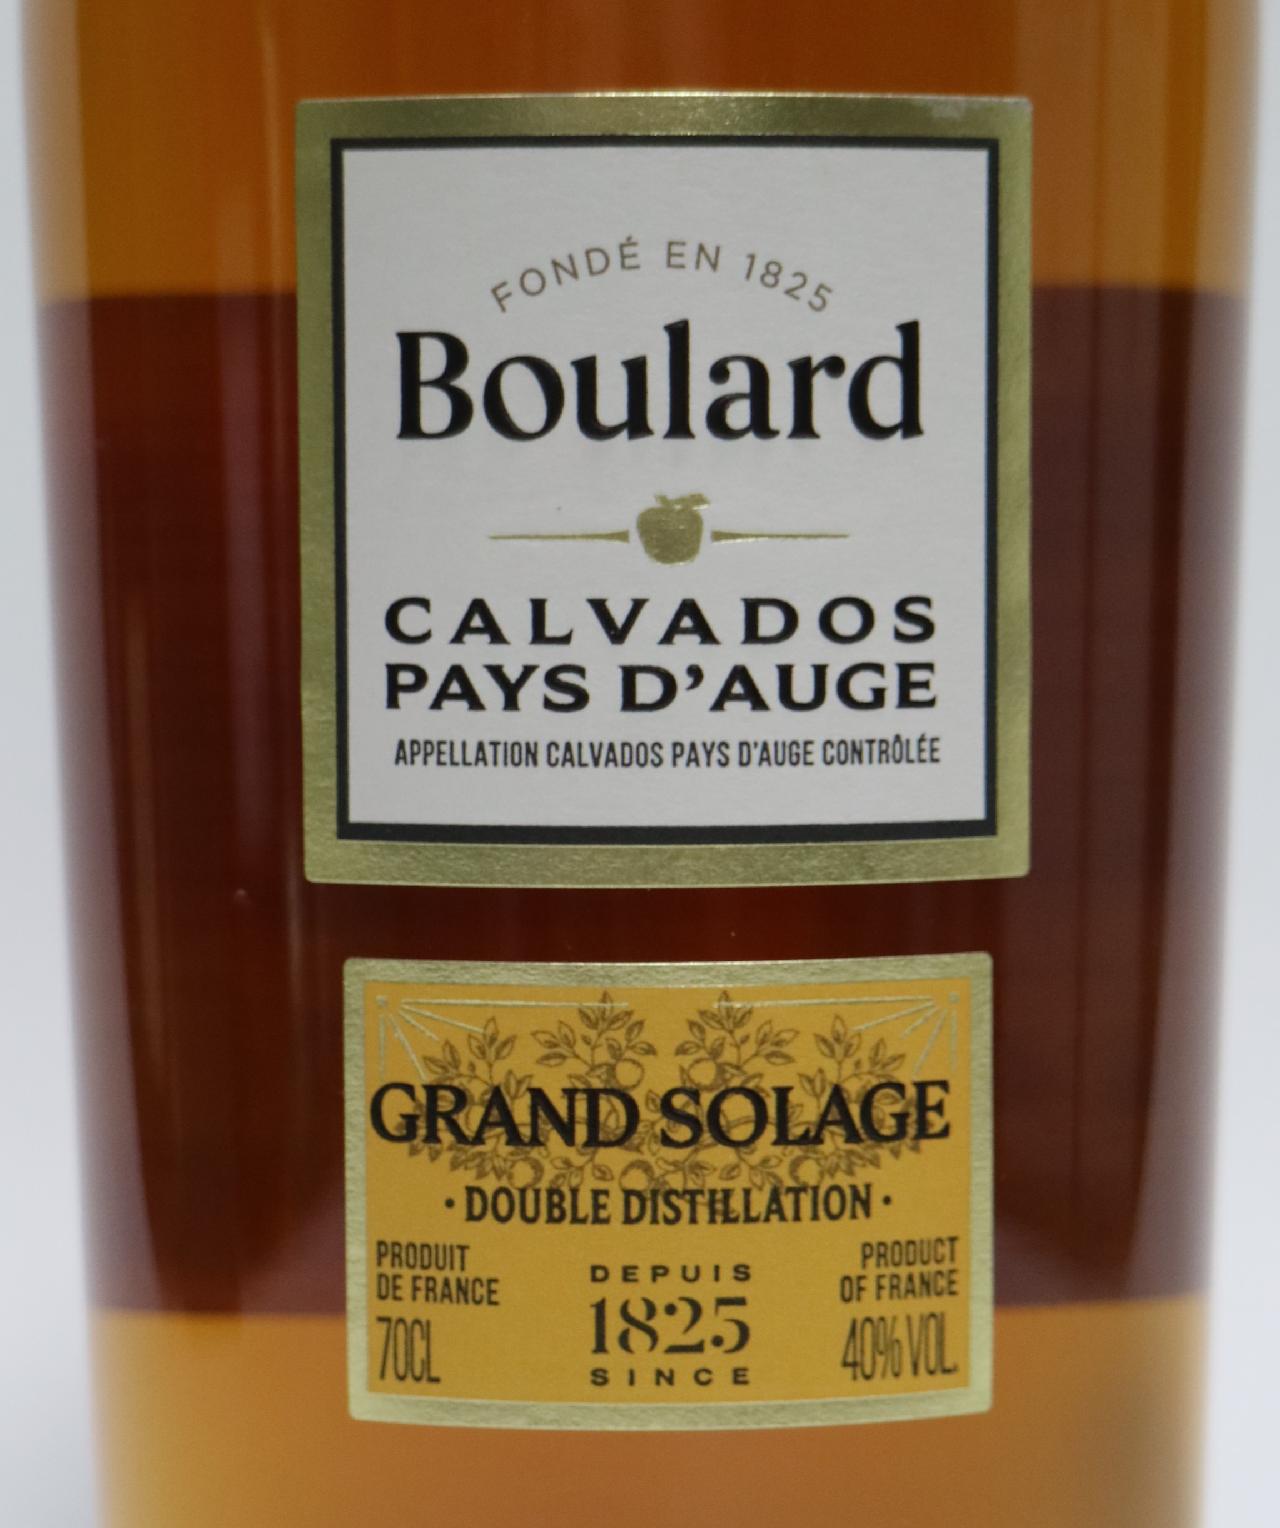 FONDÉ EN 1825
Boulard
CALVADOS
PAYS D'AUGE
APPELLATION CALVADOS PAYS D'AUGE CONTRÔLÉE
GRAND SOLAGE
· DOUBLE DISTILLATION ·
PRODUIT
DE FRANCE
70CL
DEPUIS
1825
SINCE
PRODUCT
OF FRANCE
40% VOL.